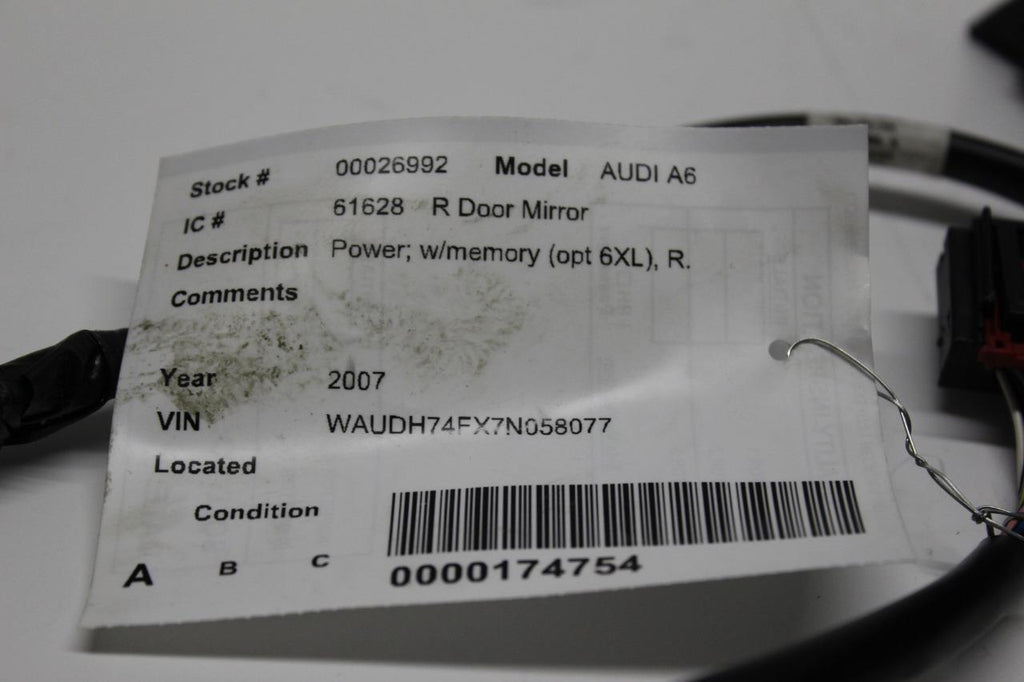 Stock # 00026992 Model AUDI A6
IC # 61628 R Door Mirror
Description Power; w/memory (opt 6XL), R.
Comments
Year 2007
VIN WAUDH74FX7N058077
Located
Condition
A B C
0000174754